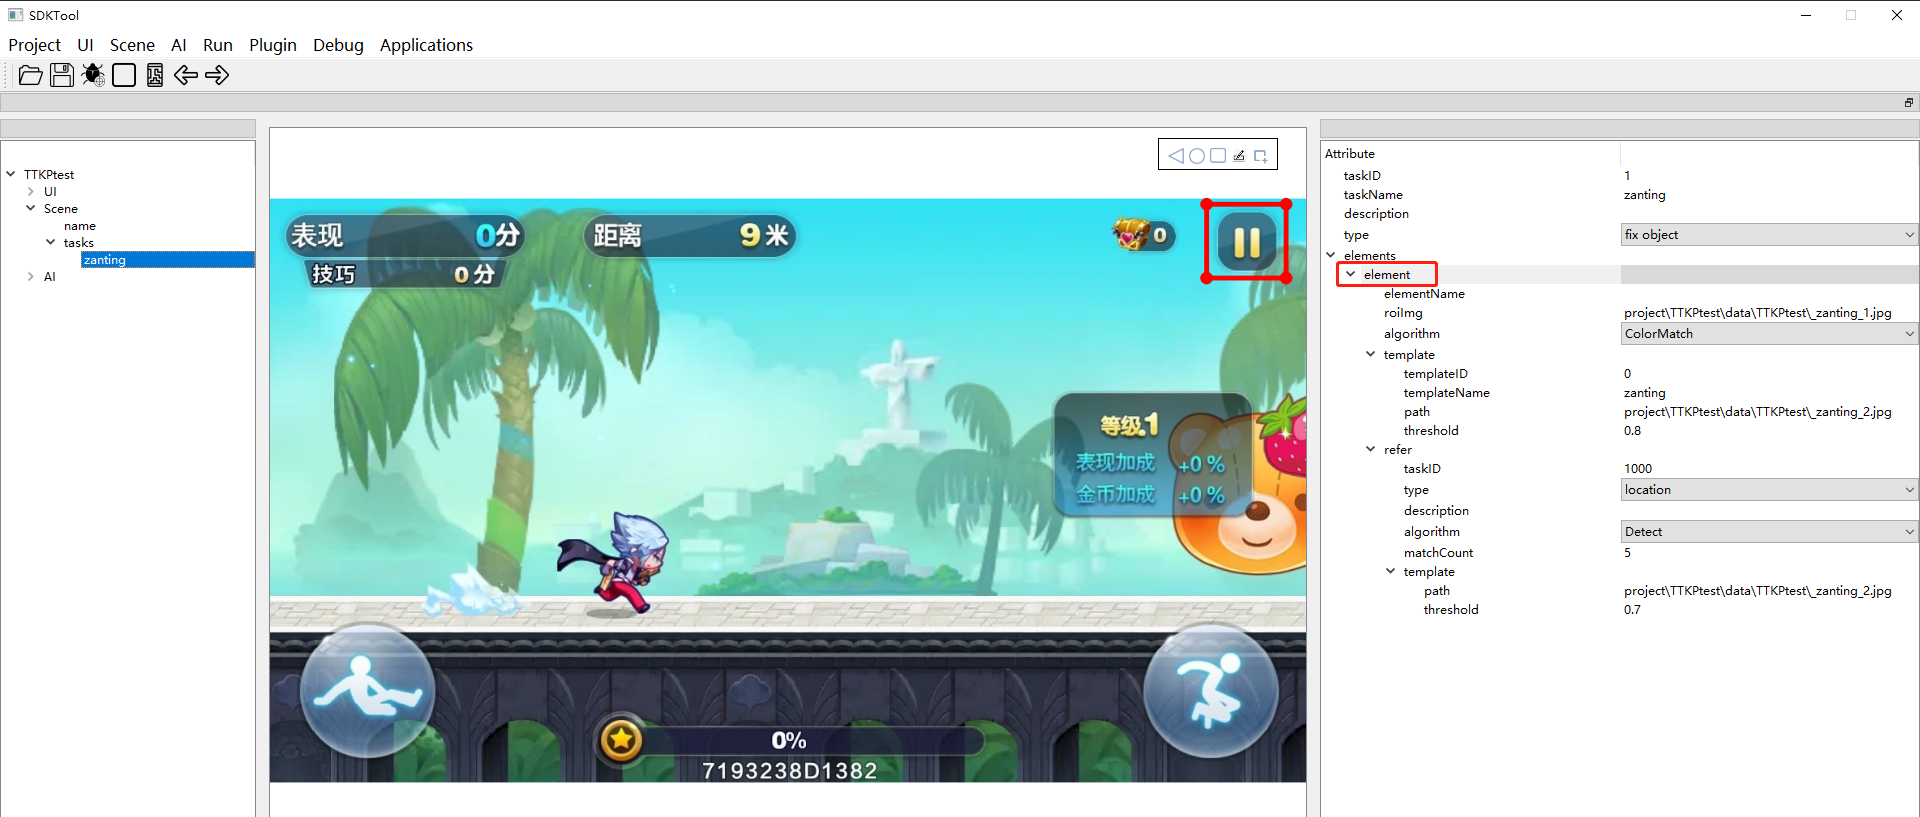 SDKTool
Project UI Scene AI Run Plugin Debug Applications
TTKPtest
UI
Scene
name
tasks
zanting
AI
表现 0分
技巧 0 分
距离 9 米
0
等级.1
表现加成 +0 %
金币加成 +0 %
0%
7193238D1382
Attribute
taskID 1
taskName zanting
description
type fix object
elements
element
elementName
roiImg project\TTKPtest\data\TTKPtest\_zanting_1.jpg
algorithm ColorMatch
template
templateID 0
templateName zanting
path project\TTKPtest\data\TTKPtest\_zanting_2.jpg
threshold 0.8
refer
taskID 1000
type location
description
algorithm Detect
matchCount 5
template
path project\TTKPtest\data\TTKPtest\_zanting_2.jpg
threshold 0.7